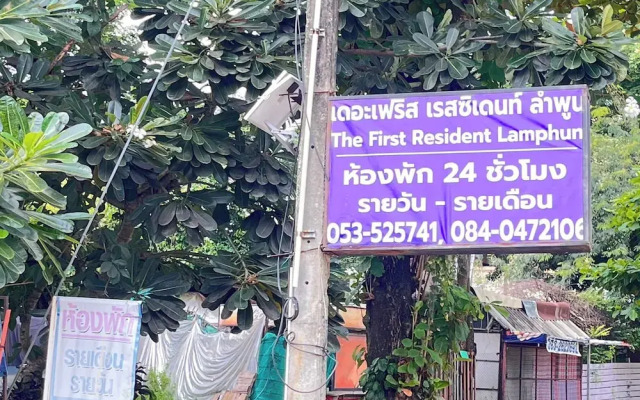 เดอะเฟริส เรสซิเดนท์ ลำพูน
The First Resident Lamphun
ห้องพัก 24 ชั่วโมง
รายวัน - รายเดือน
053-525741, 084-0472106
ห้องพัก
รายเดือน
รายวัน